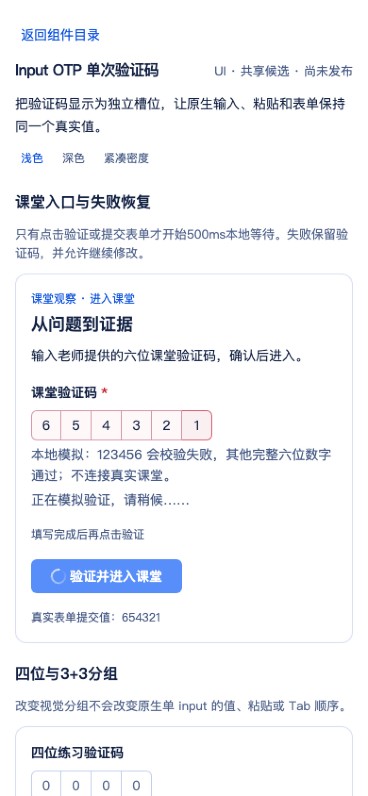 返回组件目录
Input OTP 单次验证码
UI · 共享候选 · 尚未发布
把验证码显示为独立槽位，让原生输入、粘贴和表单保持
同一个真实值。
浅色 深色 紧凑密度
课堂入口与失败恢复
只有点击验证或提交表单才开始500ms本地等待。失败保留验
证码，并允许继续修改。
课堂观察 · 进入课堂
从问题到证据
输入老师提供的六位课堂验证码，确认后进入。
课堂验证码 *
6 5 4 3 2 1
本地模拟：123456 会校验失败，其他完整六位数字
通过；不连接真实课堂。
正在模拟验证，请稍候……
填写完成后再点击验证
验证并进入课堂
真实表单提交值：654321
四位与3+3分组
改变视觉分组不会改变原生单 input 的值、粘贴或 Tab 顺序。
四位练习验证码
0 0 0 0